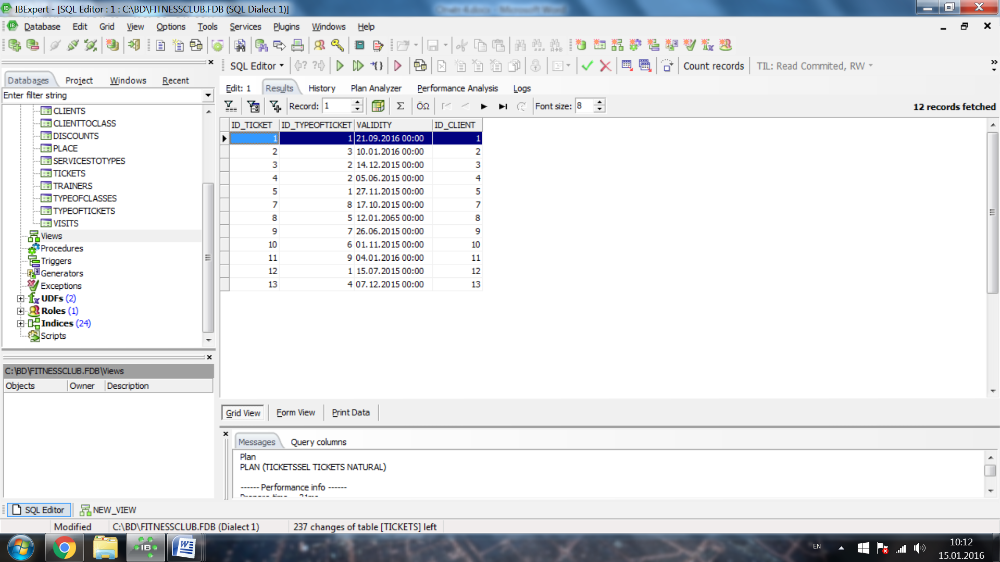 IBExpert - [SQL Editor : 1 : C:\BD\FITNESSCLUB.FDB (SQL Dialect 1)]
Database Edit Grid View Options Tools Services Plugins Windows Help
SQL Editor Count records TIL: Read Commited, RW
Databases Project Windows Recent
Enter filter string
CLIENTS
CLIENTTOCLASS
DISCOUNTS
PLACE
SERVICESTOTYPES
TICKETS
TRAINERS
TYPEOFCLASSES
TYPEOFTICKETS
VISITS
Views
Procedures
Triggers
Generators
Exceptions
UDFs (2)
Roles (1)
Indices (24)
Scripts
C:\BD\FITNESSCLUB.FDB\Views
Objects Owner Description
Edit: 1 Results History Plan Analyzer Performance Analysis Logs
Record: 1 Σ ÖΩ Font size: 8 12 records fetched
ID_TICKET ID_TYPEOFTICKET VALIDITY ID_CLIENT
1 1 21.09.2016 00:00 1
2 3 10.01.2016 00:00 2
3 2 14.12.2015 00:00 3
4 2 05.06.2015 00:00 4
5 1 27.11.2015 00:00 5
7 8 17.10.2015 00:00 7
8 5 12.01.2065 00:00 8
9 7 26.06.2015 00:00 9
10 6 01.11.2015 00:00 10
11 9 04.01.2016 00:00 11
12 1 15.07.2015 00:00 12
13 4 07.12.2015 00:00 13
Grid View Form View Print Data
Messages Query columns
Plan
PLAN (TICKETSSEL TICKETS NATURAL)
------ Performance info ------
SQL Editor NEW_VIEW
Modified C:\BD\FITNESSCLUB.FDB (Dialect 1) 237 changes of table [TICKETS] left
IB EN 10:12
15.01.2016